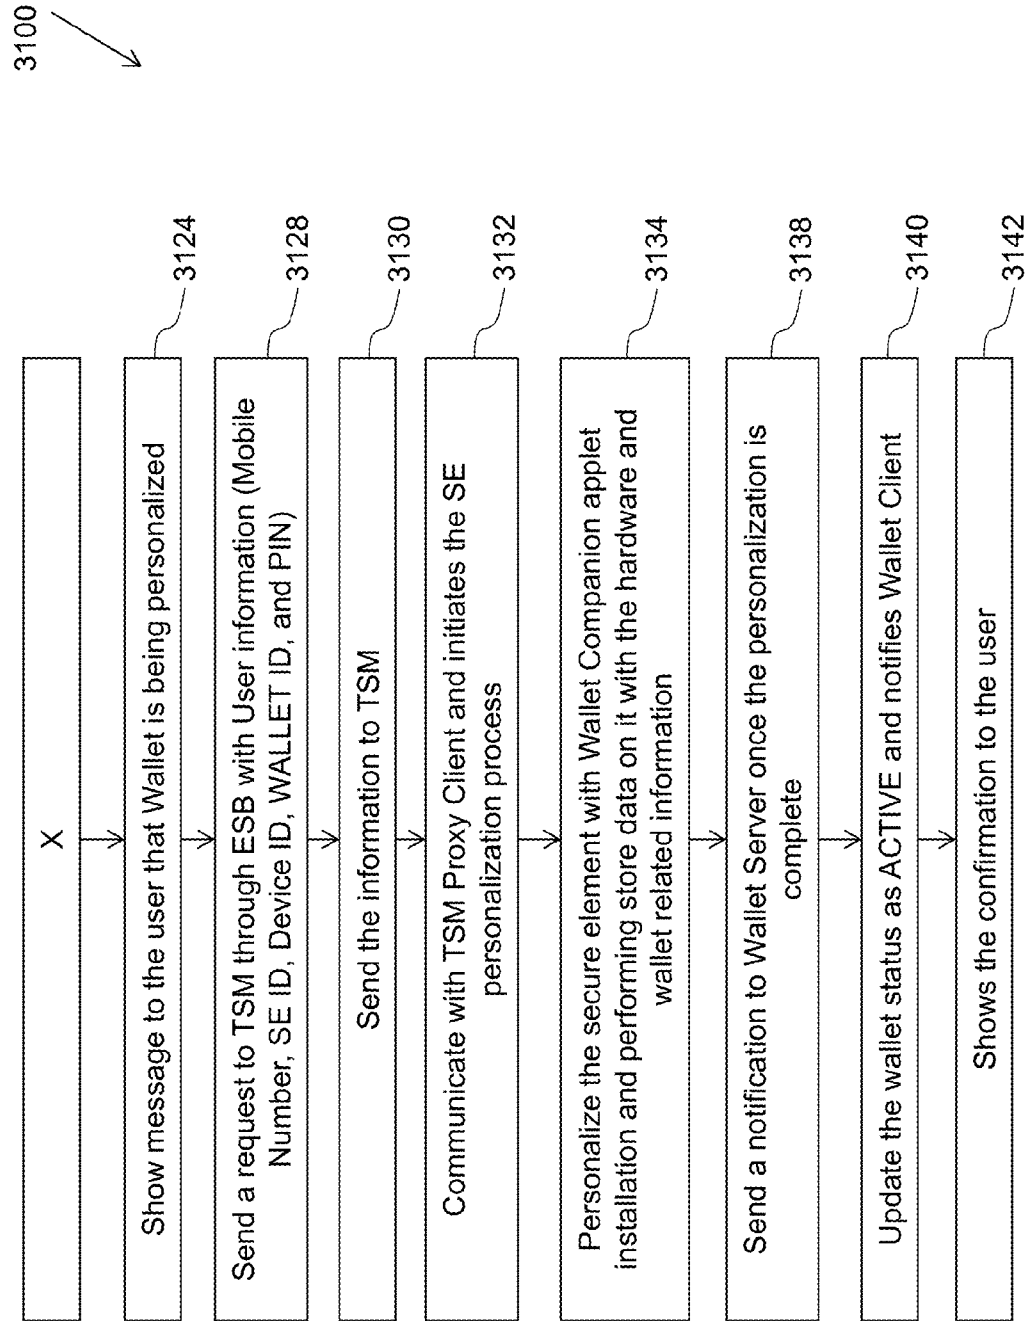 3100
X
Show message to the user that Wallet is being personalized
3124
Send a request to TSM through ESB with User information (Mobile
Number, SE ID, Device ID, WALLET ID, and PIN)
3128
Send the information to TSM
3130
Communicate with TSM Proxy Client and initiates the SE
personalization process
3132
Personalize the secure element with Wallet Companion applet
installation and performing store data on it with the hardware and
wallet related information
3134
Send a notification to Wallet Server once the personalization is
complete
3138
Update the wallet status as ACTIVE and notifies Wallet Client
3140
Shows the confirmation to the user
3142